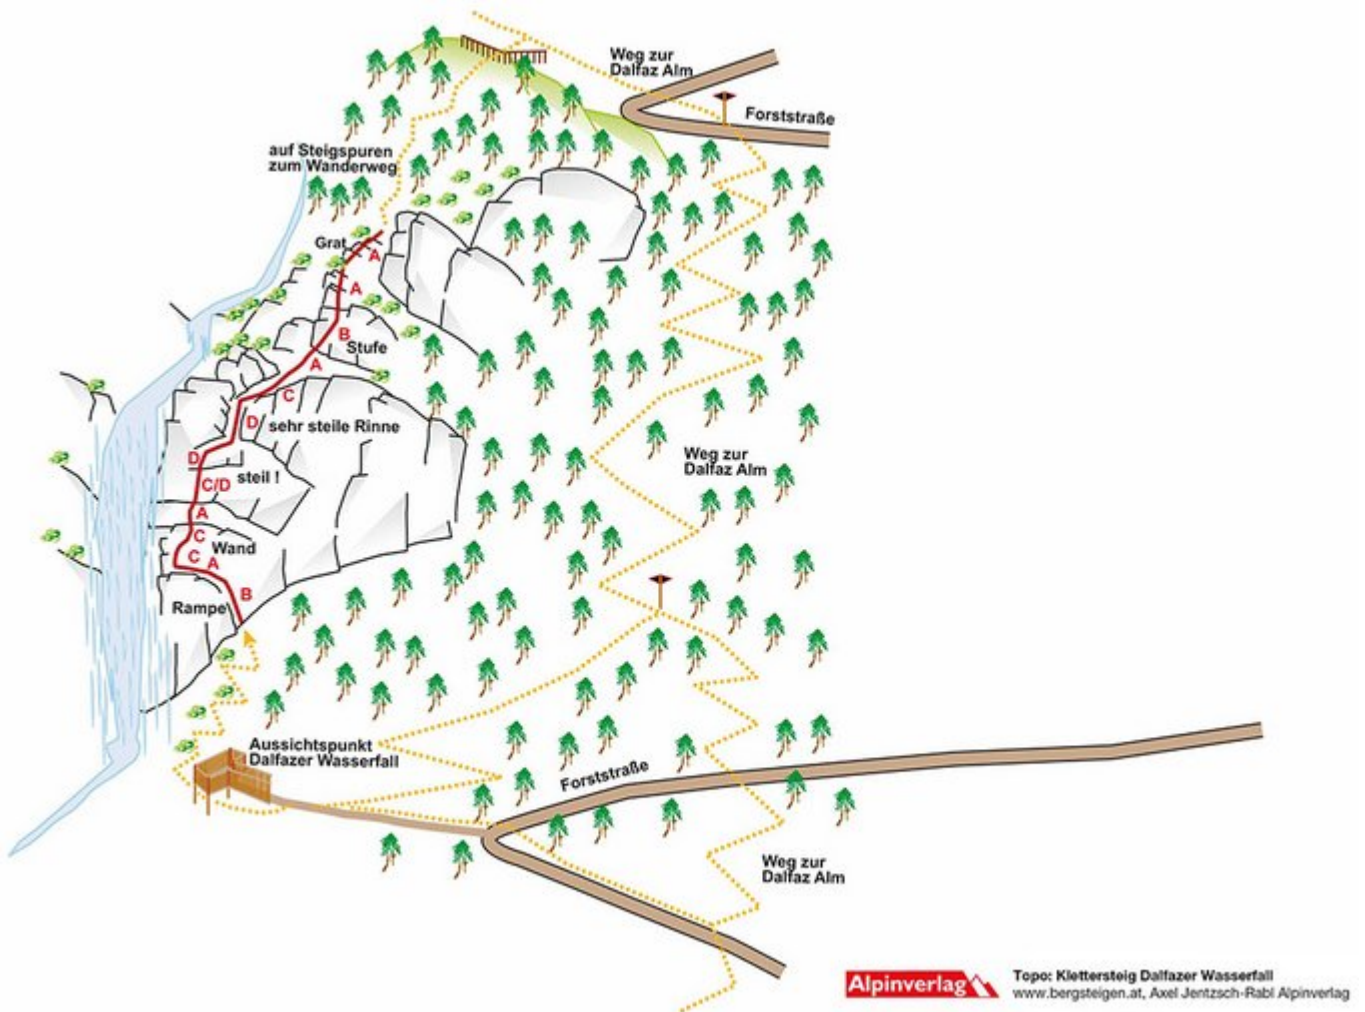 Weg zur
Dalfaz Alm
Forststraße
auf Steigspuren
zum Wanderweg
Grat
A
A
B
Stufe
A
C
D
sehr steile Rinne
D
steil !
C/D
A
C
Wand
C
A
B
Rampe
Weg zur
Dalfaz Alm
Aussichtspunkt
Dalfazer Wasserfall
Forststraße
Weg zur
Dalfaz Alm
Alpinverlag
Topo: Klettersteig Dalfazer Wasserfall
www.bergsteigen.at, Axel Jentzsch-Rabl Alpinverlag